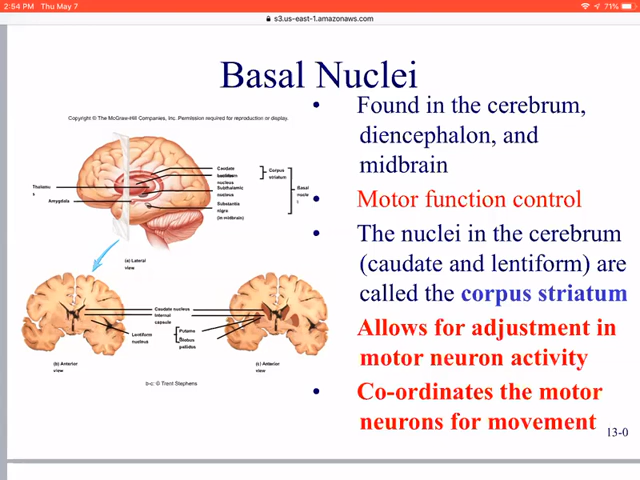 2:54 PM Thu May 7
71%
s3.us-east-1.amazonaws.com
Basal Nuclei
Copyright © The McGraw-Hill Companies, Inc. Permission required for reproduction or display.
Thalamu
s
Amygdala
Caudate
nucleus
Subthalamic
nucleus
Substantia
nigra
(in midbrain)
Corpus
striatum
Basal
nucle
i
(a) Lateral
view
Caudate nucleus
Internal
capsule
Lentiform
nucleus
Putame
n
Globus
pallidus
(b) Anterior
view
(c) Anterior
view
b-c: © Trent Stephens
• Found in the cerebrum,
diencephalon, and
midbrain
• Motor function control
• The nuclei in the cerebrum
(caudate and lentiform) are
called the corpus striatum
Allows for adjustment in
motor neuron activity
• Co-ordinates the motor
neurons for movement
13-0